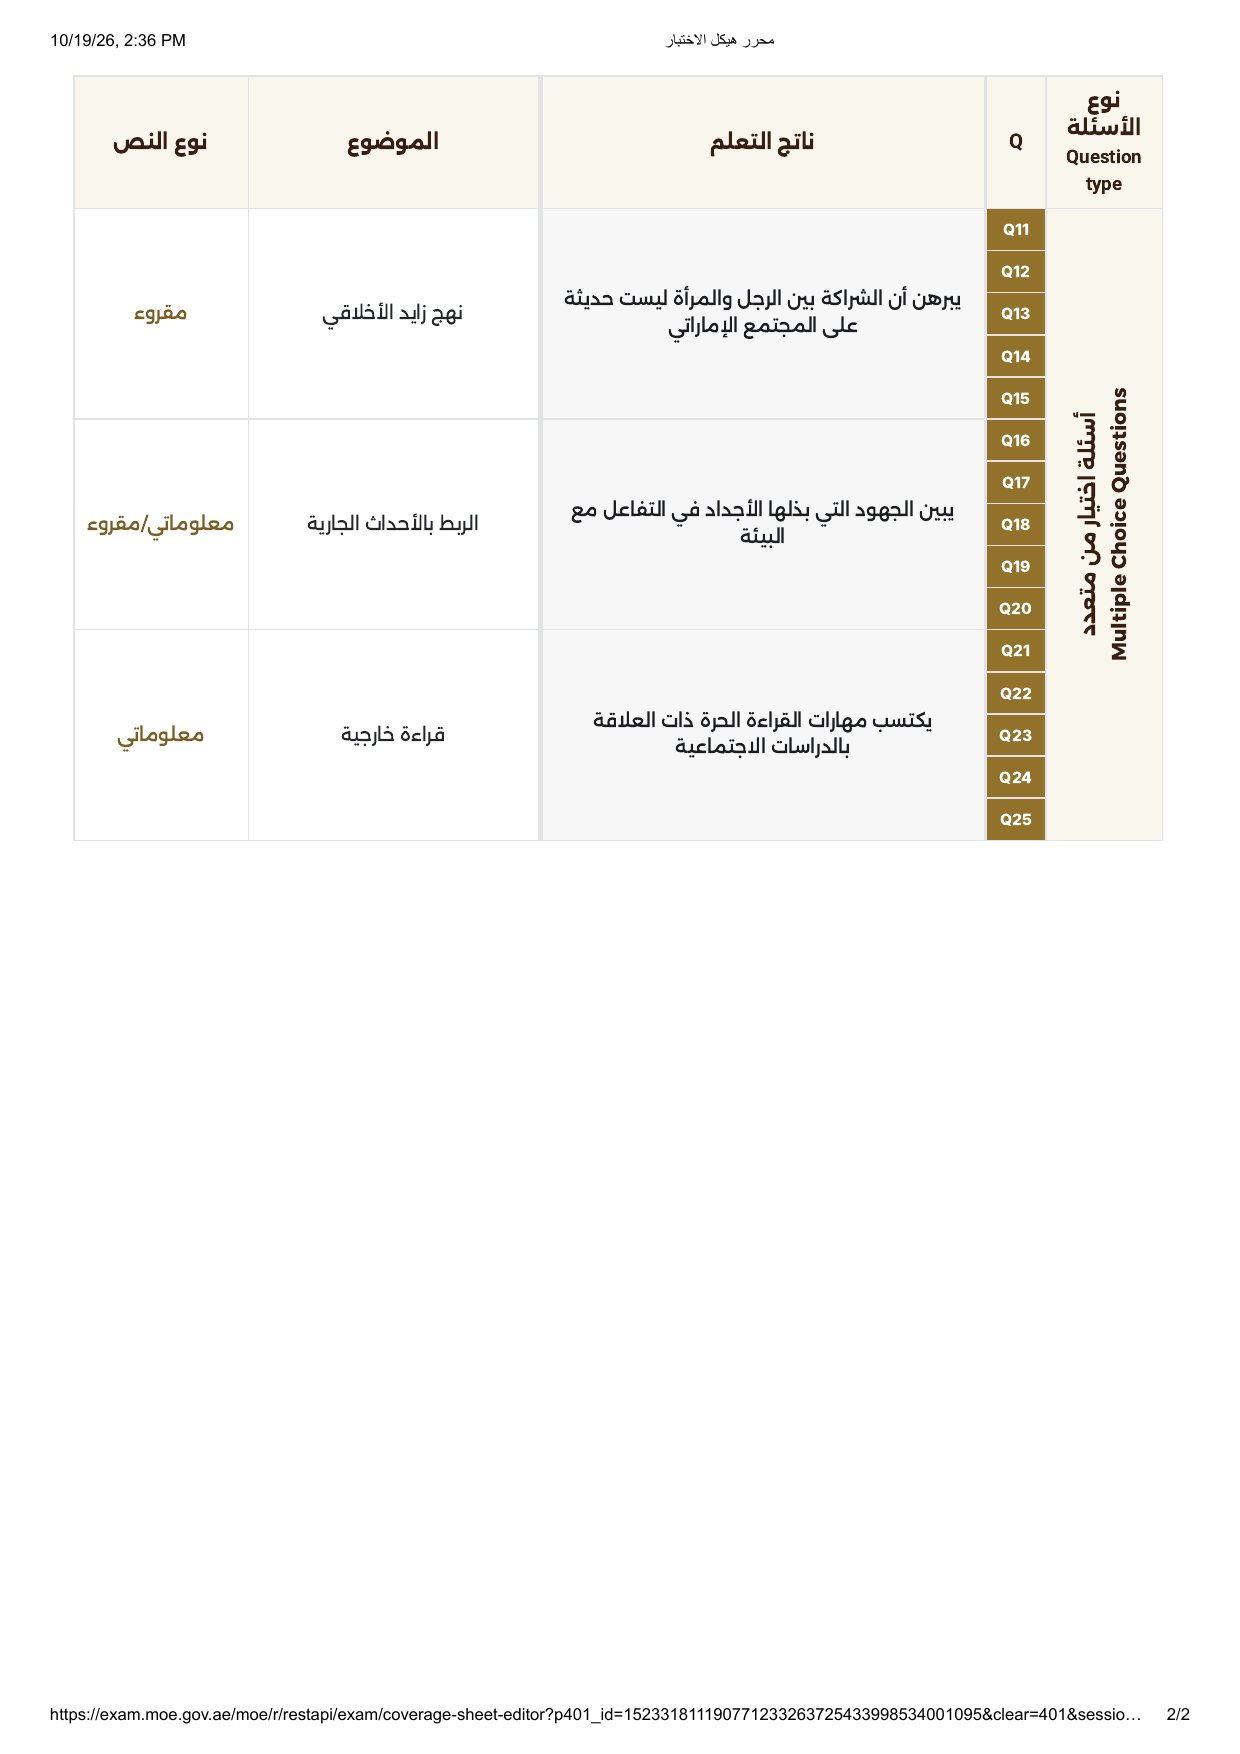 10/19/26, 2:36 PM
محرر هيكل الاختبار
نوع
الأسئلة
Question
type
Q
ناتج التعلم
الموضوع
نوع النص
أسئلة اختيار من متعدد
Multiple Choice Questions
Q11
Q12
Q13
Q14
Q15
يبرهن أن الشراكة بين الرجل والمرأة ليست حديثة
على المجتمع الإماراتي
نهج زايد الأخلاقي
مقروء
Q16
Q17
Q18
Q19
Q20
يبين الجهود التي بذلها الأجداد في التفاعل مع
البيئة
الربط بالأحداث الجارية
معلوماتي/مقروء
Q21
Q22
Q23
Q24
Q25
يكتسب مهارات القراءة الحرة ذات العلاقة
بالدراسات الاجتماعية
قراءة خارجية
معلوماتي
https://exam.moe.gov.ae/moe/r/restapi/exam/coverage-sheet-editor?p401_id=152331811190771233263725433998534001095&clear=401&sessio…
2/2